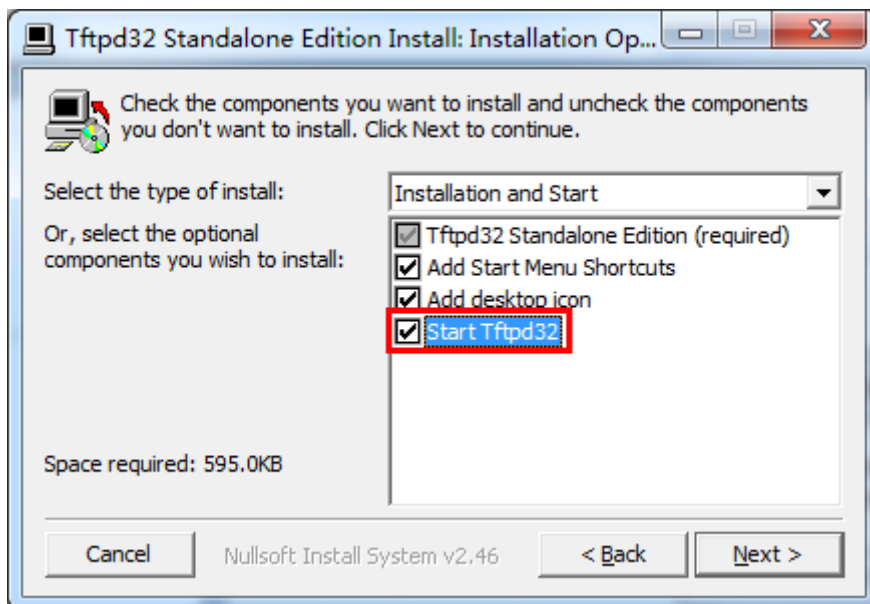 Tftpd32 Standalone Edition Install: Installation Op...
Check the components you want to install and uncheck the components
you don't want to install. Click Next to continue.
Select the type of install:
Installation and Start
Or, select the optional
components you wish to install:
Tftpd32 Standalone Edition (required)
Add Start Menu Shortcuts
Add desktop icon
Start Tftpd32
Space required: 595.0KB
Cancel
Nullsoft Install System v2.46
< Back
Next >